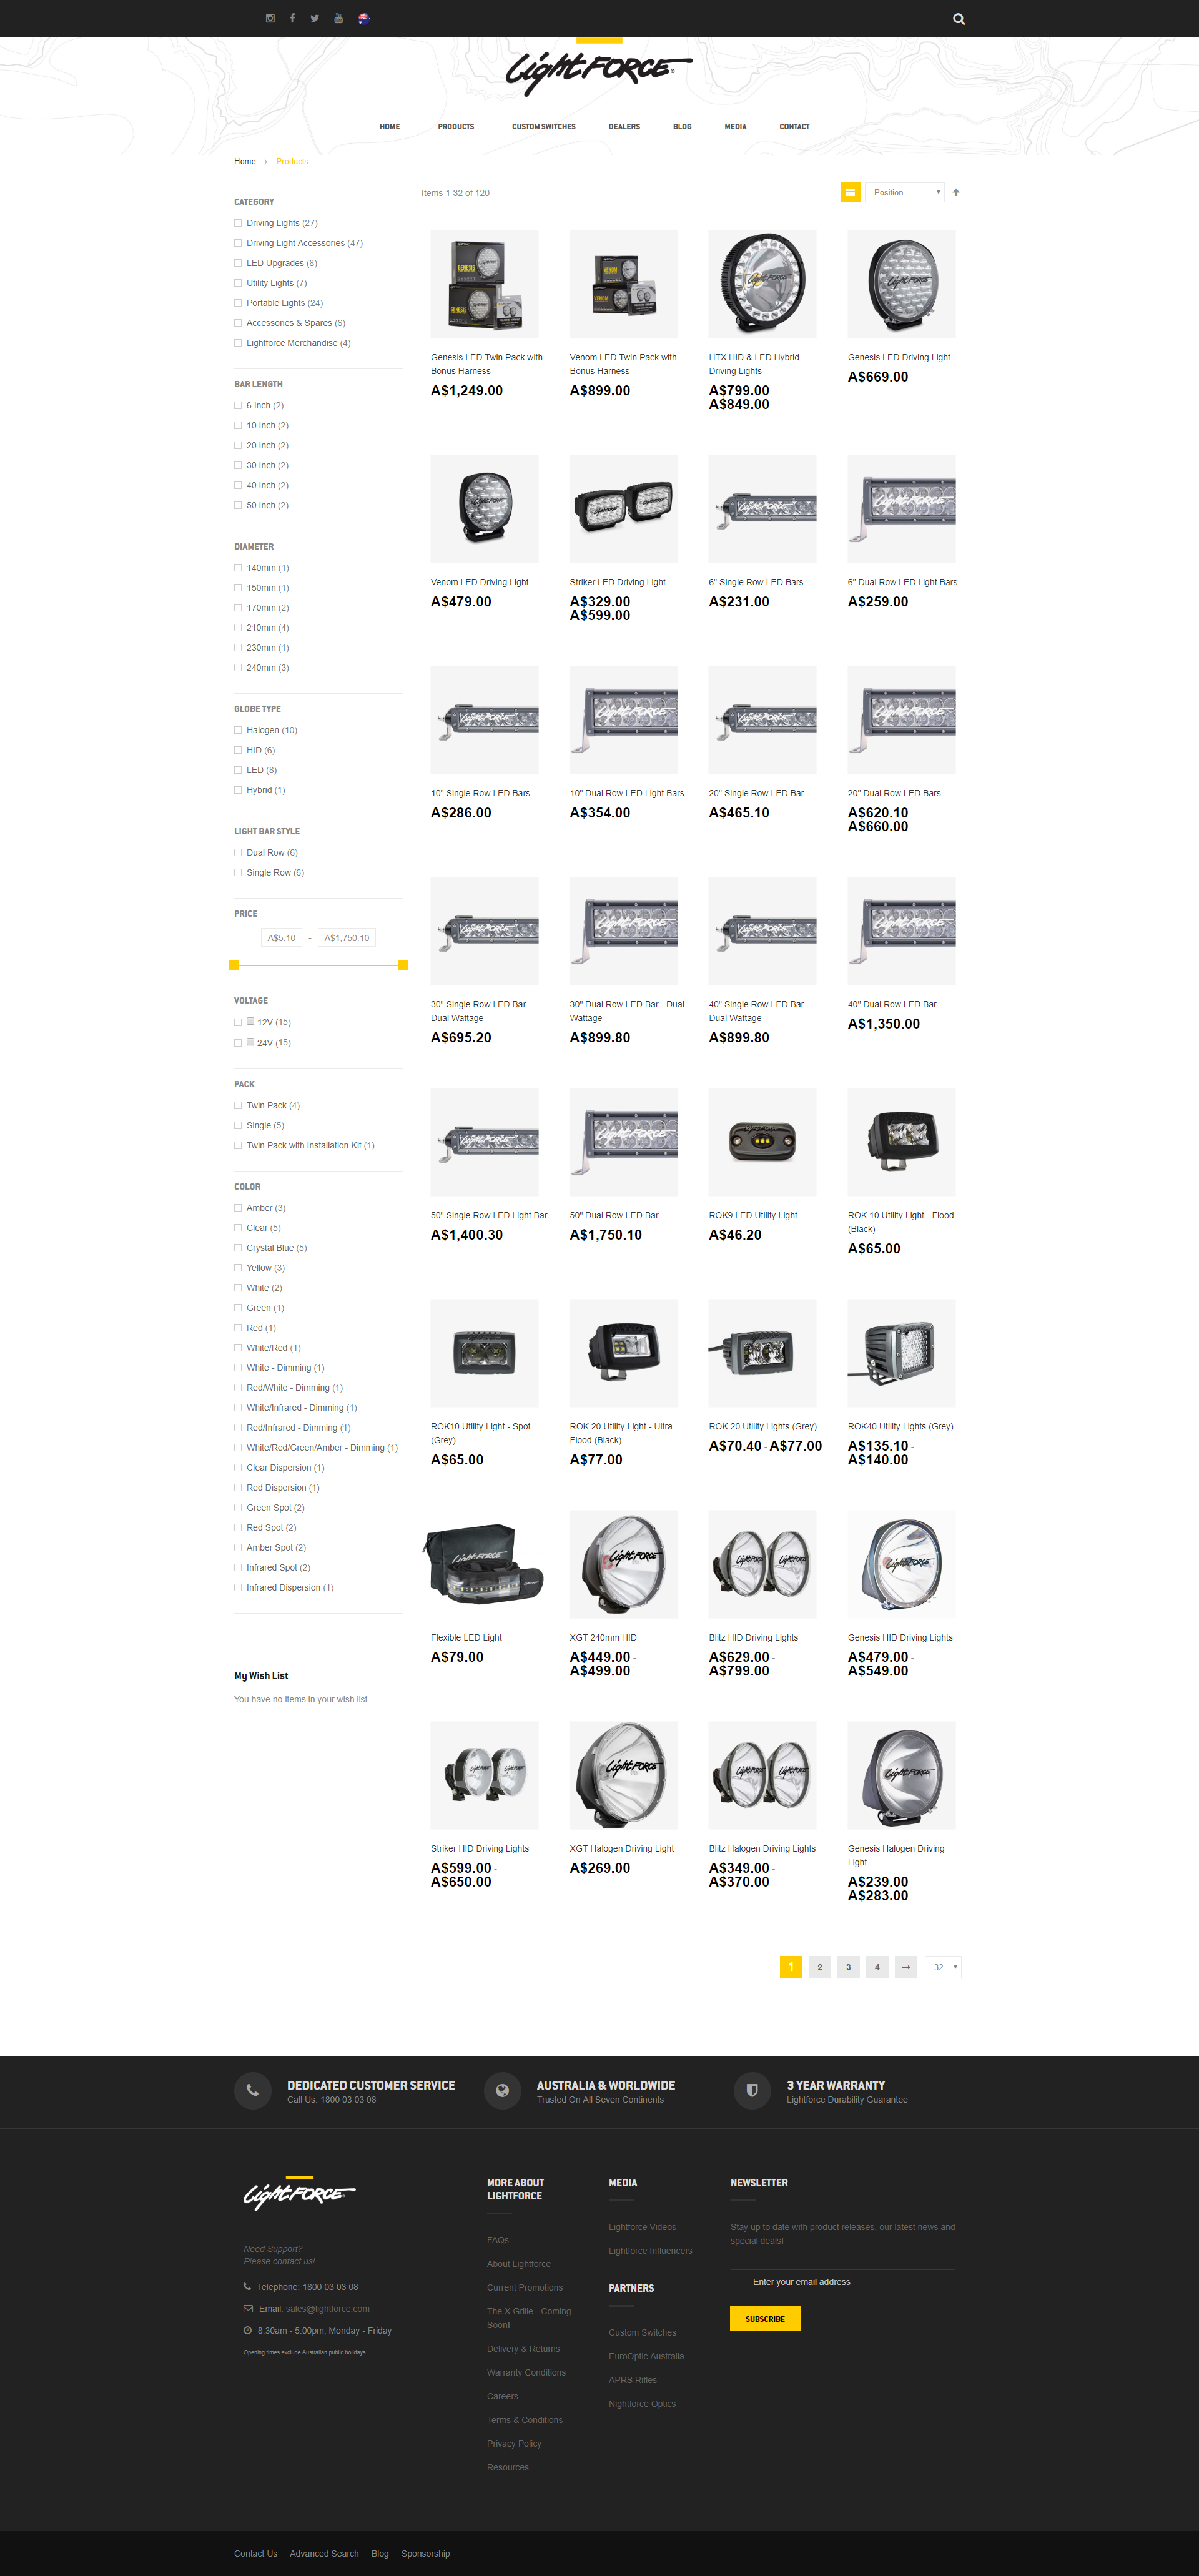 LightFORCE®
HOME
PRODUCTS
CUSTOM SWITCHES
DEALERS
BLOG
MEDIA
CONTACT
Home > Products
CATEGORY
Driving Lights (27)
Driving Light Accessories (47)
LED Upgrades (8)
Utility Lights (7)
Portable Lights (24)
Accessories & Spares (6)
Lightforce Merchandise (4)
BAR LENGTH
6 Inch (2)
10 Inch (2)
20 Inch (2)
30 Inch (2)
40 Inch (2)
50 Inch (2)
DIAMETER
140mm (1)
150mm (1)
170mm (2)
210mm (4)
230mm (1)
240mm (3)
GLOBE TYPE
Halogen (10)
HID (6)
LED (8)
Hybrid (1)
LIGHT BAR STYLE
Dual Row (6)
Single Row (6)
PRICE
A$5.10 - A$1,750.10
VOLTAGE
12V (15)
24V (15)
PACK
Twin Pack (4)
Single (5)
Twin Pack with Installation Kit (1)
COLOR
Amber (3)
Clear (5)
Crystal Blue (5)
Yellow (3)
White (2)
Green (1)
Red (1)
White/Red (1)
White - Dimming (1)
Red/White - Dimming (1)
White/Infrared - Dimming (1)
Red/Infrared - Dimming (1)
White/Red/Green/Amber - Dimming (1)
Clear Dispersion (1)
Red Dispersion (1)
Green Spot (2)
Red Spot (2)
Amber Spot (2)
Infrared Spot (2)
Infrared Dispersion (1)
My Wish List
You have no items in your wish list.
Items 1-32 of 120
Position
Genesis LED Twin Pack with
Bonus Harness
A$1,249.00
Venom LED Twin Pack with
Bonus Harness
A$899.00
HTX HID & LED Hybrid
Driving Lights
A$799.00 -
A$849.00
Genesis LED Driving Light
A$669.00
Venom LED Driving Light
A$479.00
Striker LED Driving Light
A$329.00 -
A$599.00
6" Single Row LED Bars
A$231.00
6" Dual Row LED Light Bars
A$259.00
10" Single Row LED Bars
A$286.00
10" Dual Row LED Light Bars
A$354.00
20" Single Row LED Bar
A$465.10
20" Dual Row LED Bars
A$620.10 -
A$660.00
30" Single Row LED Bar -
Dual Wattage
A$695.20
30" Dual Row LED Bar - Dual
Wattage
A$899.80
40" Single Row LED Bar -
Dual Wattage
A$899.80
40" Dual Row LED Bar
A$1,350.00
50" Single Row LED Light Bar
A$1,400.30
50" Dual Row LED Bar
A$1,750.10
ROK9 LED Utility Light
A$46.20
ROK 10 Utility Light - Flood
(Black)
A$65.00
ROK10 Utility Light - Spot
(Grey)
A$65.00
ROK 20 Utility Light - Ultra
Flood (Black)
A$77.00
ROK 20 Utility Lights (Grey)
A$70.40 - A$77.00
ROK40 Utility Lights (Grey)
A$135.10 -
A$140.00
Flexible LED Light
A$79.00
XGT 240mm HID
A$449.00 -
A$499.00
Blitz HID Driving Lights
A$629.00 -
A$799.00
Genesis HID Driving Lights
A$479.00 -
A$549.00
Striker HID Driving Lights
A$599.00 -
A$650.00
XGT Halogen Driving Light
A$269.00
Blitz Halogen Driving Lights
A$349.00 -
A$370.00
Genesis Halogen Driving
Light
A$239.00 -
A$283.00
1 2 3 4 → 32
DEDICATED CUSTOMER SERVICE
Call Us: 1800 03 03 08
AUSTRALIA & WORLDWIDE
Trusted On All Seven Continents
3 YEAR WARRANTY
Lightforce Durability Guarantee
LightFORCE®
Need Support?
Please contact us!
Telephone: 1800 03 03 08
Email: sales@lightforce.com
8:30am - 5:00pm, Monday - Friday
Opening times exclude Australian public holidays
MORE ABOUT
LIGHTFORCE
FAQs
About Lightforce
Current Promotions
The X Grille - Coming
Soon!
Delivery & Returns
Warranty Conditions
Careers
Terms & Conditions
Privacy Policy
Resources
MEDIA
Lightforce Videos
Lightforce Influencers
PARTNERS
Custom Switches
EuroOptic Australia
APRS Rifles
Nightforce Optics
NEWSLETTER
Stay up to date with product releases, our latest news and
special deals!
Enter your email address
SUBSCRIBE
Contact Us
Advanced Search
Blog
Sponsorship